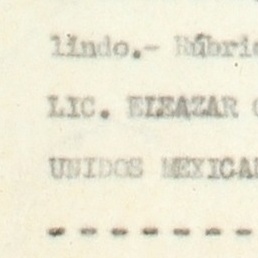 lindo.- Rúbric
LIC. ELEAZAR
UNIDOS MEXICA
- - - - - - -